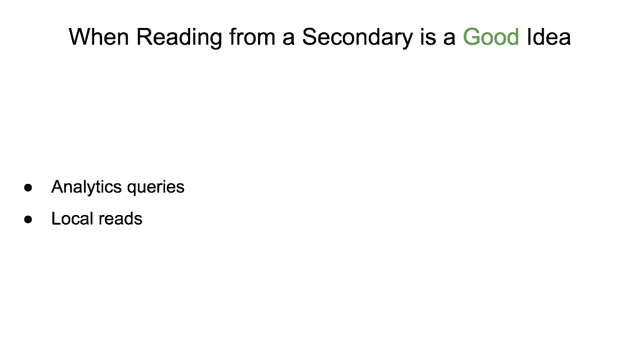 When Reading from a Secondary is a Good Idea
● Analytics queries
● Local reads